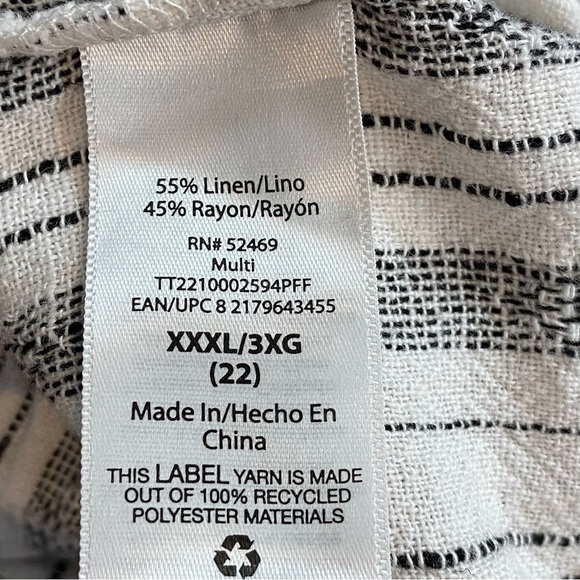 55% Linen/Lino
45% Rayon/Rayón
RN# 52469
Multi
TT2210002594PFF
EAN/UPC 8 2179643455
XXXL/3XG
(22)
Made In/Hecho En
China
THIS LABEL YARN IS MADE
OUT OF 100% RECYCLED
POLYESTER MATERIALS